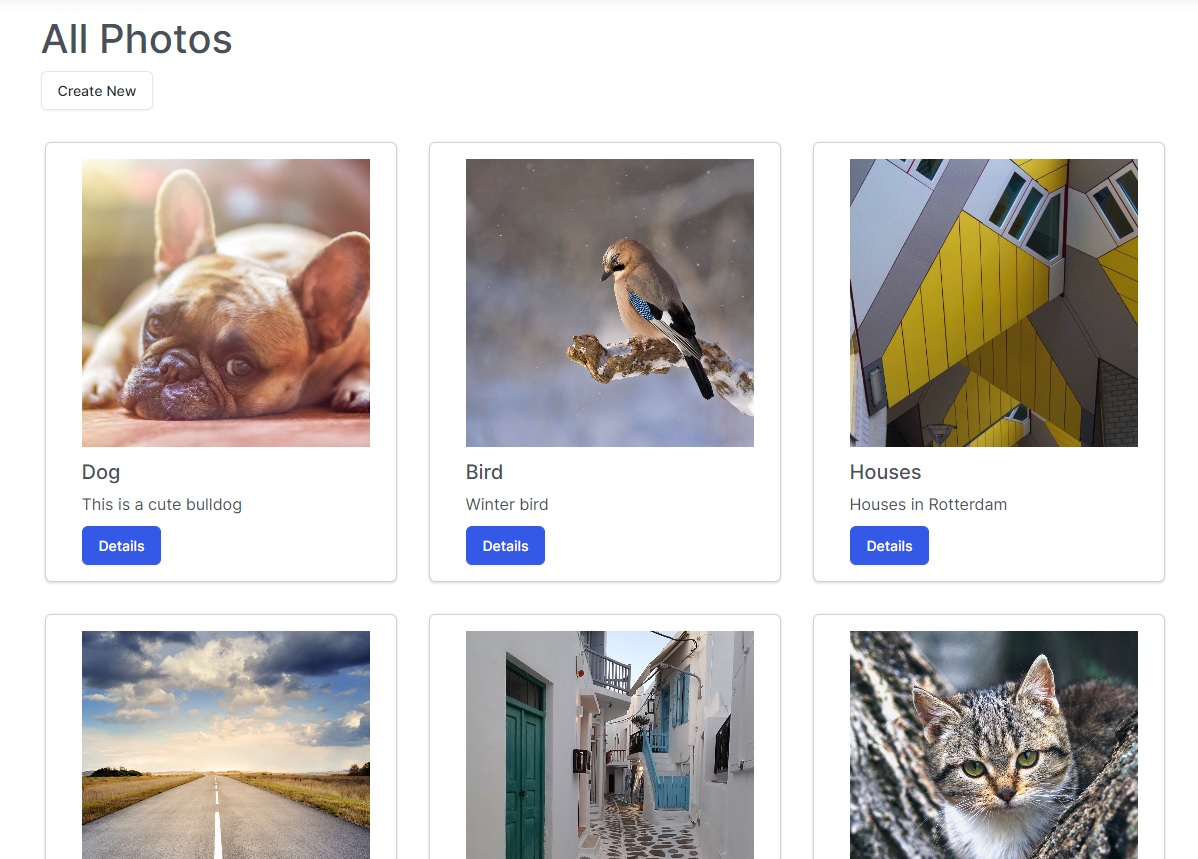 All Photos
Create New
Dog
This is a cute bulldog
Details
Bird
Winter bird
Details
Houses
Houses in Rotterdam
Details